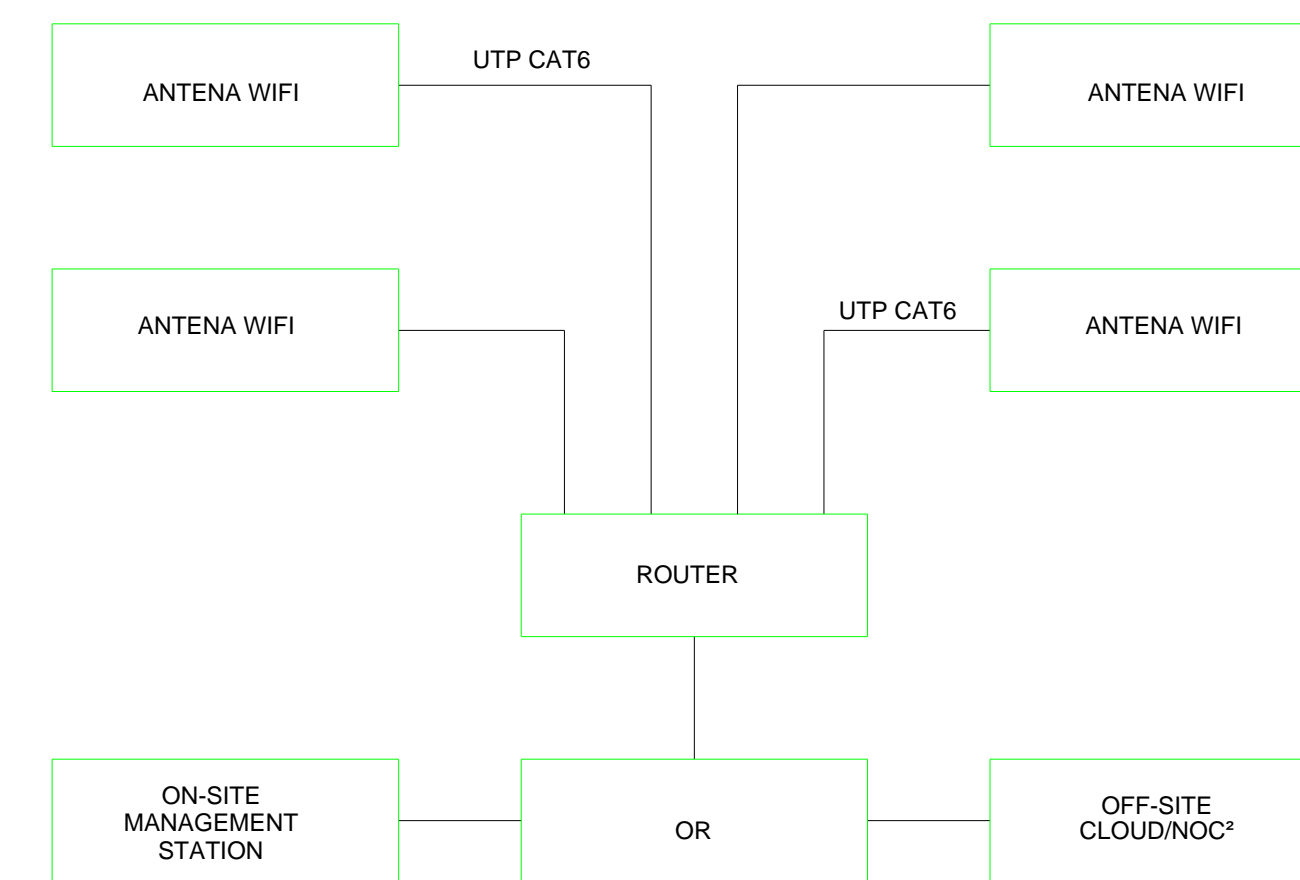 UTP CAT6
ANTENA WIFI
ANTENA WIFI
UTP CAT6
ANTENA WIFI
ANTENA WIFI
ROUTER
ON-SITE
MANAGEMENT
STATION
OR
OFF-SITE
CLOUD/NOC²